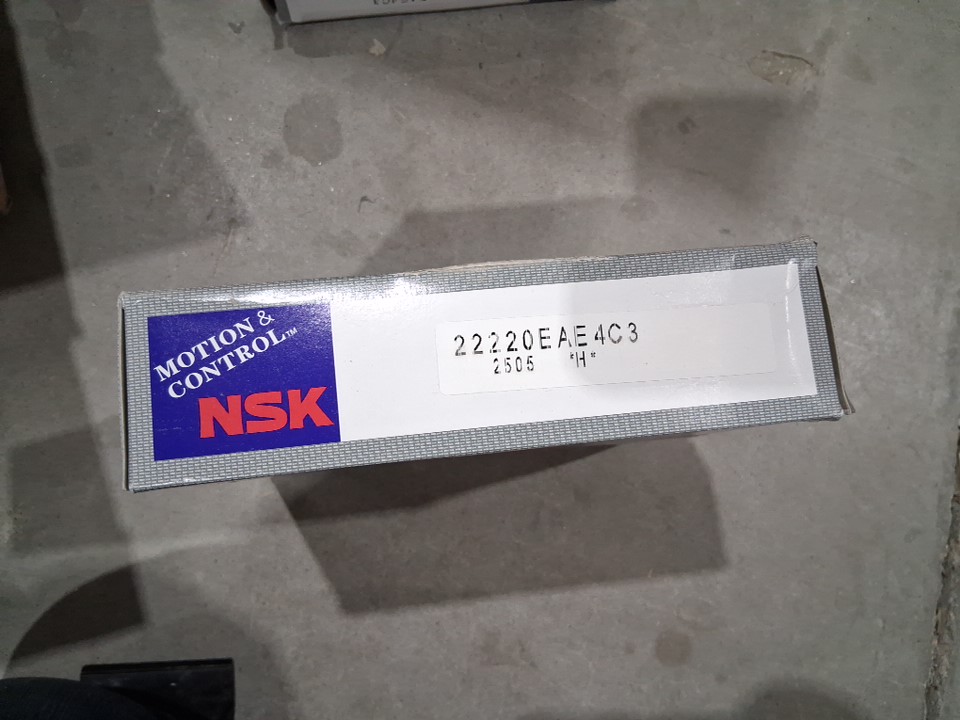 MOTION &
CONTROL™
NSK
22220EAE4C3
2505 *H*